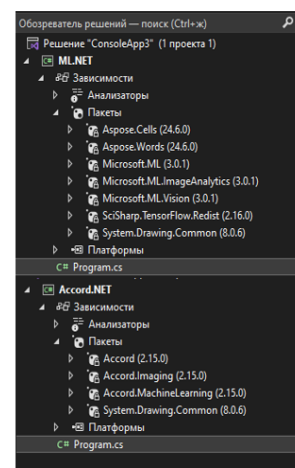 Обозреватель решений — поиск (Ctrl+ж)
Решение "ConsoleApp3" (1 проекта 1)
ML.NET
Зависимости
Анализаторы
Пакеты
Aspose.Cells (24.6.0)
Aspose.Words (24.6.0)
Microsoft.ML (3.0.1)
Microsoft.ML.ImageAnalytics (3.0.1)
Microsoft.ML.Vision (3.0.1)
SciSharp.TensorFlow.Redist (2.16.0)
System.Drawing.Common (8.0.6)
Платформы
C# Program.cs
C# Accord.NET
Зависимости
Анализаторы
Пакеты
Accord (2.15.0)
Accord.Imaging (2.15.0)
Accord.MachineLearning (2.15.0)
System.Drawing.Common (8.0.6)
Платформы
C# Program.cs